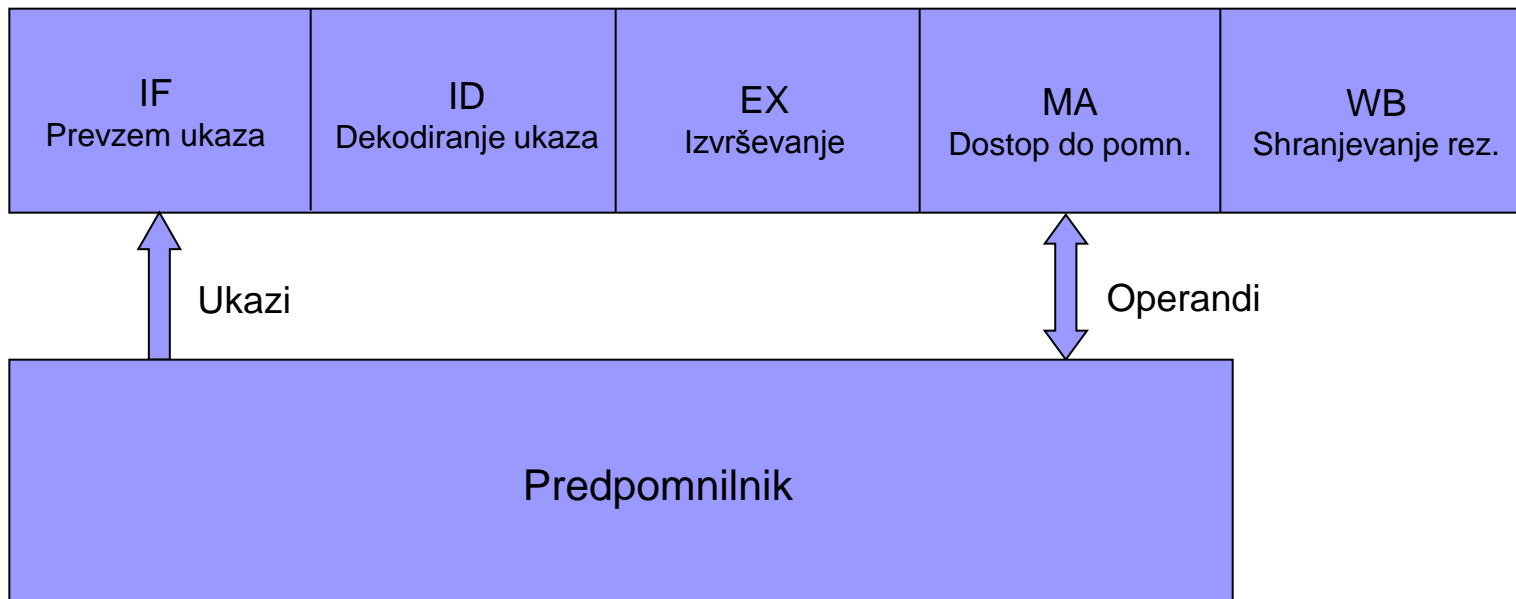 IF
Prevzem ukaza
ID
Dekodiranje ukaza
EX
Izvrševanje
MA
Dostop do pomn.
WB
Shranjevanje rez.
Ukazi
Operandi
Predpomnilnik